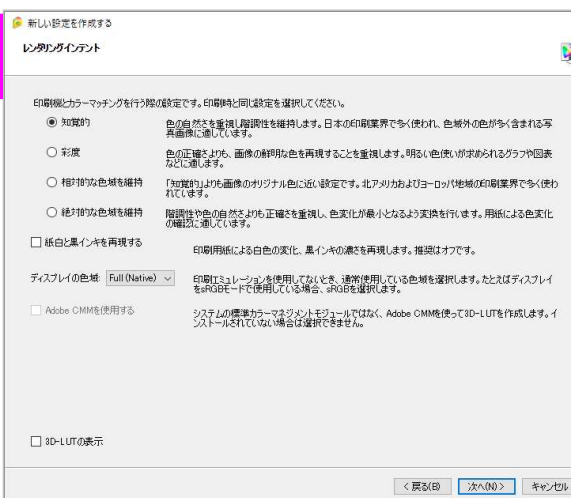 新しい設定を作成する
レンダリングインテント
印刷機とカラーマッチングを行う際の設定です。印刷時と同じ設定を選択してください。
知覚的
色の自然さを重視し階調性を維持します。日本の印刷業界で多く使われ、色域外の色が多く含まれる写
真画像に適しています。
彩度
色の正確さよりも、画像の鮮明な色を再現することを重視します。明るい色使いが求められるグラフや図表
などに適します。
相対的な色域を維持
「知覚的」よりも画像のオリジナル色に近い設定です。北アメリカおよびヨーロッパ地域の印刷業界で多く使わ
れています。
絶対的な色域を維持
階調性や色の自然さよりも正確さを重視し、色変化が最小となるよう変換を行います。用紙による色変化
の確認に適しています。
紙白と黒インキを再現する
印刷用紙による白色の変化、黒インキの濃さを再現します。推奨はオフです。
ディスプレイの色域: Full (Native)
印刷エミュレーションを使用してないとき、通常使用している色域を選択します。たとえばディスプレイ
をsRGBモードで使用している場合、sRGBを選択します。
Adobe CMMを使用する
システムの標準カラーマネジメントモジュールではなく、Adobe CMMを使って3D-LUTを作成します。イ
ンストールされていない場合は選択できません。
3D-LUTの表示
< 戻る(B)
次へ(N) >
キャンセル